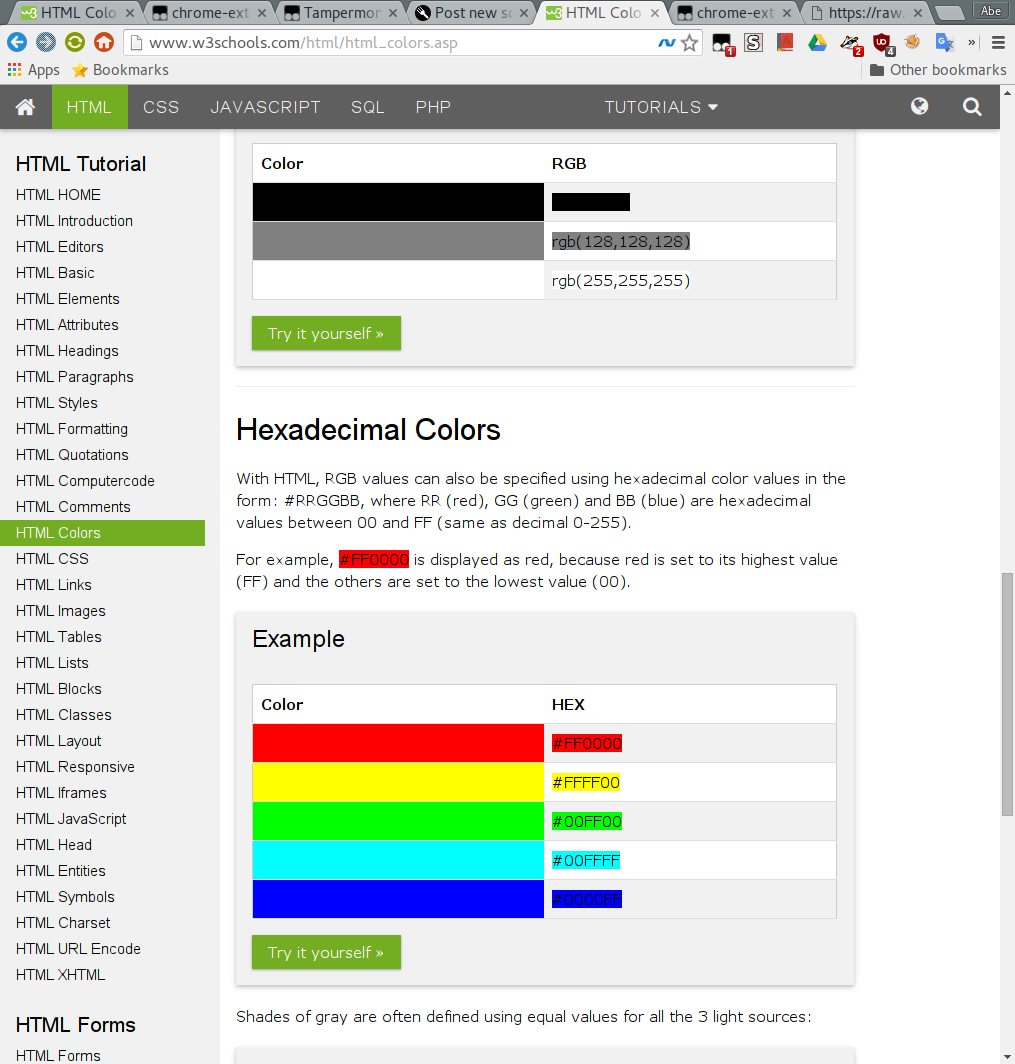 HTML Colo
chrome-ext
Tampermor
Post new sc
HTML Colo
chrome-ext
https://raw.
Abe
www.w3schools.com/html/html_colors.asp
1
S
2
4
»
Apps
Bookmarks
Other bookmarks
HTML
CSS
JAVASCRIPT
SQL
PHP
TUTORIALS
HTML Tutorial
HTML HOME
HTML Introduction
HTML Editors
HTML Basic
HTML Elements
HTML Attributes
HTML Headings
HTML Paragraphs
HTML Styles
HTML Formatting
HTML Quotations
HTML Computercode
HTML Comments
HTML Colors
HTML CSS
HTML Links
HTML Images
HTML Tables
HTML Lists
HTML Blocks
HTML Classes
HTML Layout
HTML Responsive
HTML Iframes
HTML JavaScript
HTML Head
HTML Entities
HTML Symbols
HTML Charset
HTML URL Encode
HTML XHTML
HTML Forms
HTML Forms
Color RGB
rgb(128,128,128)
rgb(255,255,255)
Try it yourself »
Hexadecimal Colors
With HTML, RGB values can also be specified using hexadecimal color values in the
form: #RRGGBB, where RR (red), GG (green) and BB (blue) are hexadecimal
values between 00 and FF (same as decimal 0-255).
For example, #FF0000 is displayed as red, because red is set to its highest value
(FF) and the others are set to the lowest value (00).
Example
Color HEX
#FF0000
#FFFF00
#00FF00
#00FFFF
#0000FF
Try it yourself »
Shades of gray are often defined using equal values for all the 3 light sources: